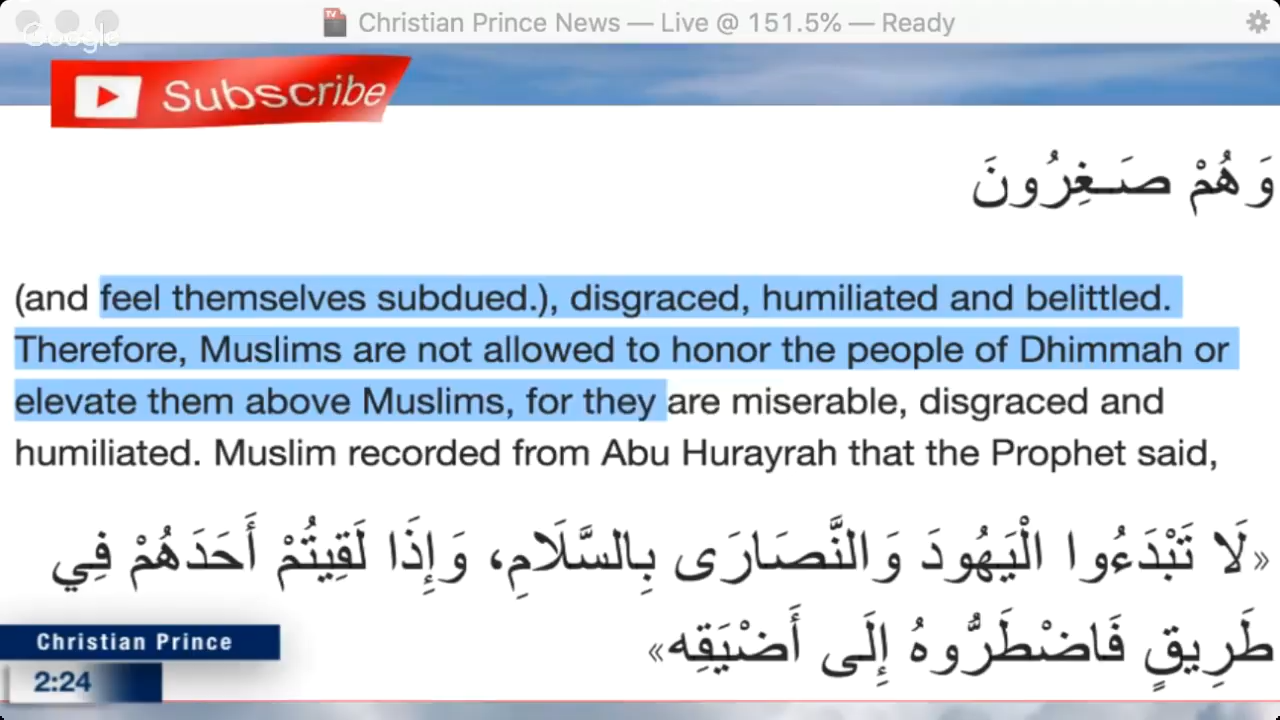 Christian Prince News — Live @ 151.5% — Ready
Google
Subscribe
وَهُمْ صَـغِرُونَ
(and feel themselves subdued.), disgraced, humiliated and belittled.
Therefore, Muslims are not allowed to honor the people of Dhimmah or
elevate them above Muslims, for they are miserable, disgraced and
humiliated. Muslim recorded from Abu Hurayrah that the Prophet said,
«لَا تَبْدَءُوا الْيَهُودَ وَالنَّصَارَى بِالسَّلَامِ، وَإِذَا لَقِيتُمْ أَحَدَهُمْ فِي
طَرِيقٍ فَاضْطَرُّوهُ إِلَى أَضْيَقِه»
Christian Prince
2:24